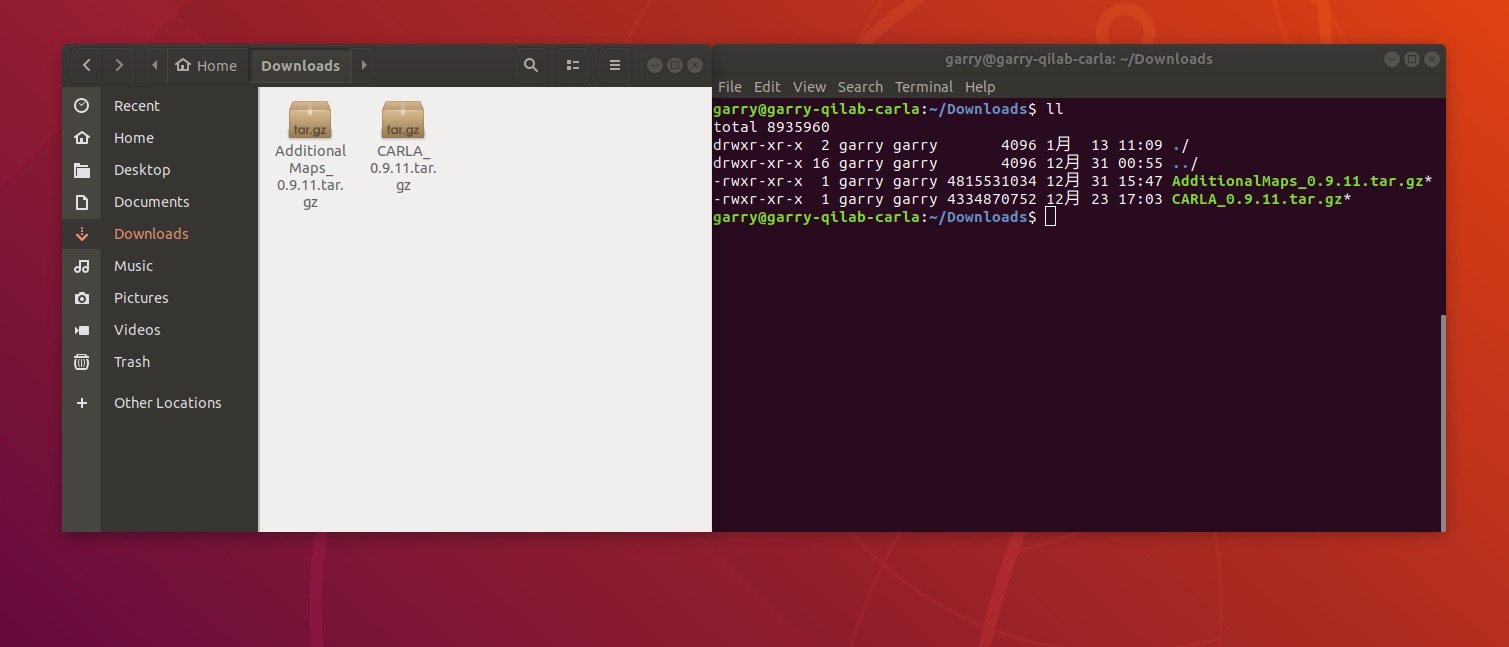 Home
Downloads
Recent
Home
Desktop
Documents
Downloads
Music
Pictures
Videos
Trash
Other Locations
tar.gz
Additional
Maps_
0.9.11.tar.
gz
tar.gz
CARLA_
0.9.11.tar.
gz
garry@garry-qilab-carla: ~/Downloads
File Edit View Search Terminal Help
garry@garry-qilab-carla:~/Downloads$ ll
total 8935960
drwxr-xr-x  2 garry garry       4096 1月  13 11:09 ./
drwxr-xr-x 16 garry garry       4096 12月 31 00:55 ../
-rwxr-xr-x  1 garry garry 4815531034 12月 31 15:47 AdditionalMaps_0.9.11.tar.gz*
-rwxr-xr-x  1 garry garry 4334870752 12月 23 17:03 CARLA_0.9.11.tar.gz*
garry@garry-qilab-carla:~/Downloads$